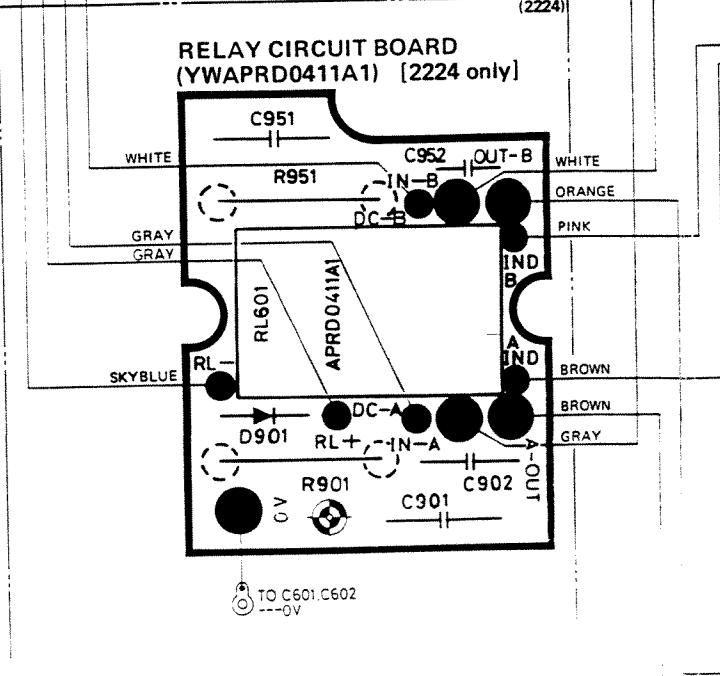 (2224)
RELAY CIRCUIT BOARD
(YWAPRD0411A1) [2224 only]
C951
WHITE
C952
OUT-B
WHITE
R951
IN-B
ORANGE
DC-B
GRAY
PINK
GRAY
IND
B
RL601
APRD0411A1
A
IND
RL-
SKYBLUE
BROWN
DC-A
BROWN
D901
RL+
IN-A
GRAY
A-OUT
R901
C902
0V
C901
TO C601,C602
---0V